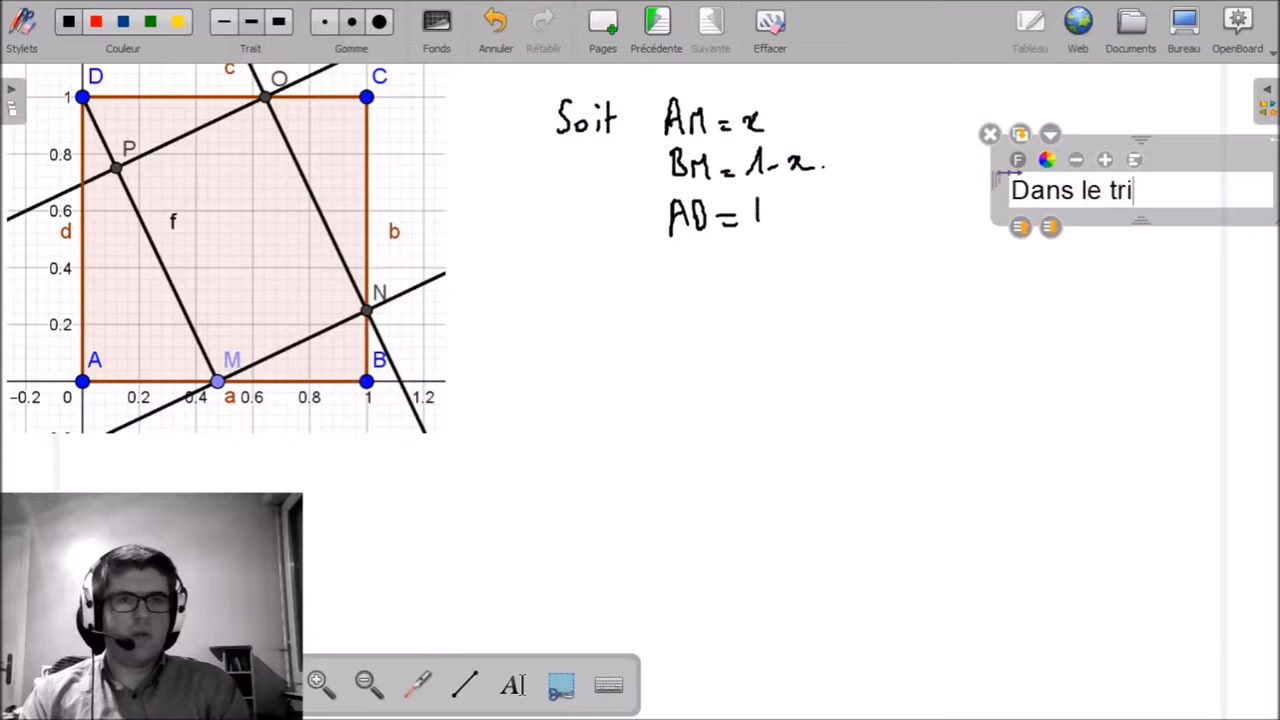 Stylets
Couleur
Trait
Gomme
Fonds
Annuler
Rétablir
Pages
Précédente
Suivante
Effacer
Tableau
Web
Documents
Bureau
OpenBoard
D
c
O
C
1
P
0.8
0.6
d
f
b
0.4
N
0.2
A
M
B
−0.2
0
0.2
0.4
a
0.6
0.8
1
1.2
Soit AM = x
BM = 1 - x.
AD = 1
F
Dans le tri
AI